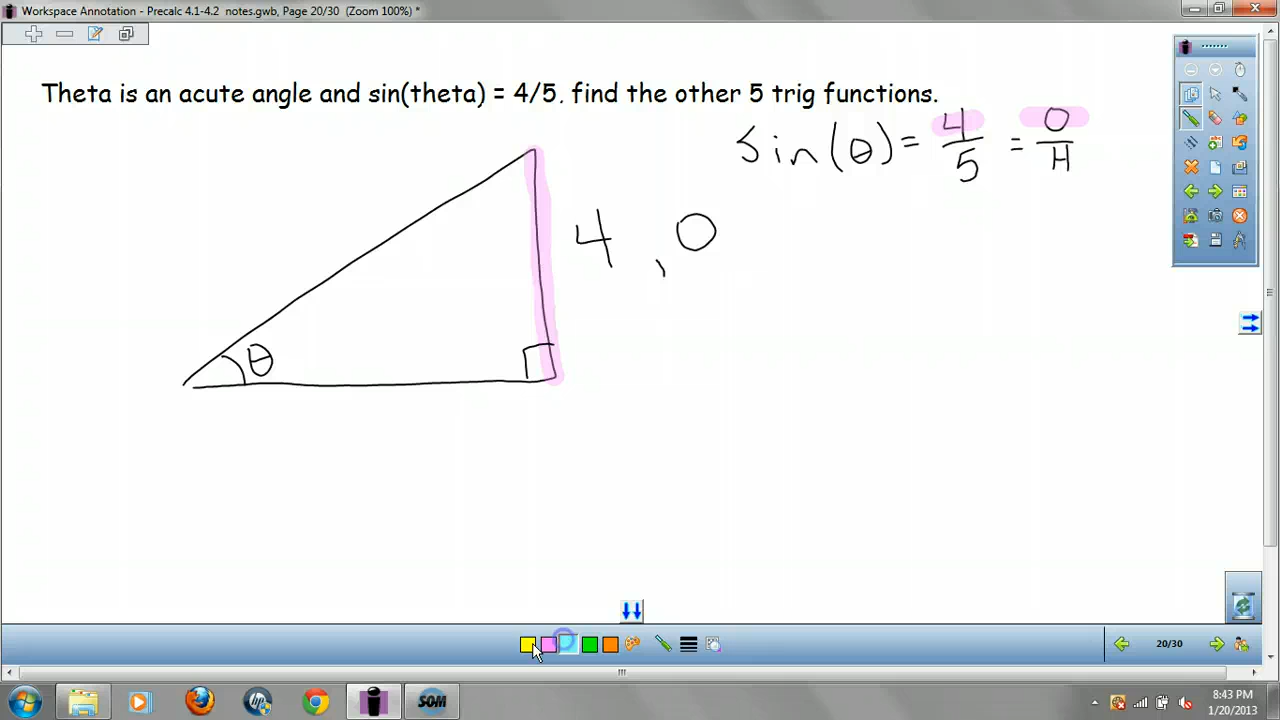 Workspace Annotation - Precalc 4.1-4.2 notes.gwb, Page 20/30 (Zoom 100%) *
Theta is an acute angle and sin(theta) = 4/5. find the other 5 trig functions.
sin(θ) = 4/5 = O/H
4 , O
θ
20/30
hp
SOM
8:43 PM
1/20/2013